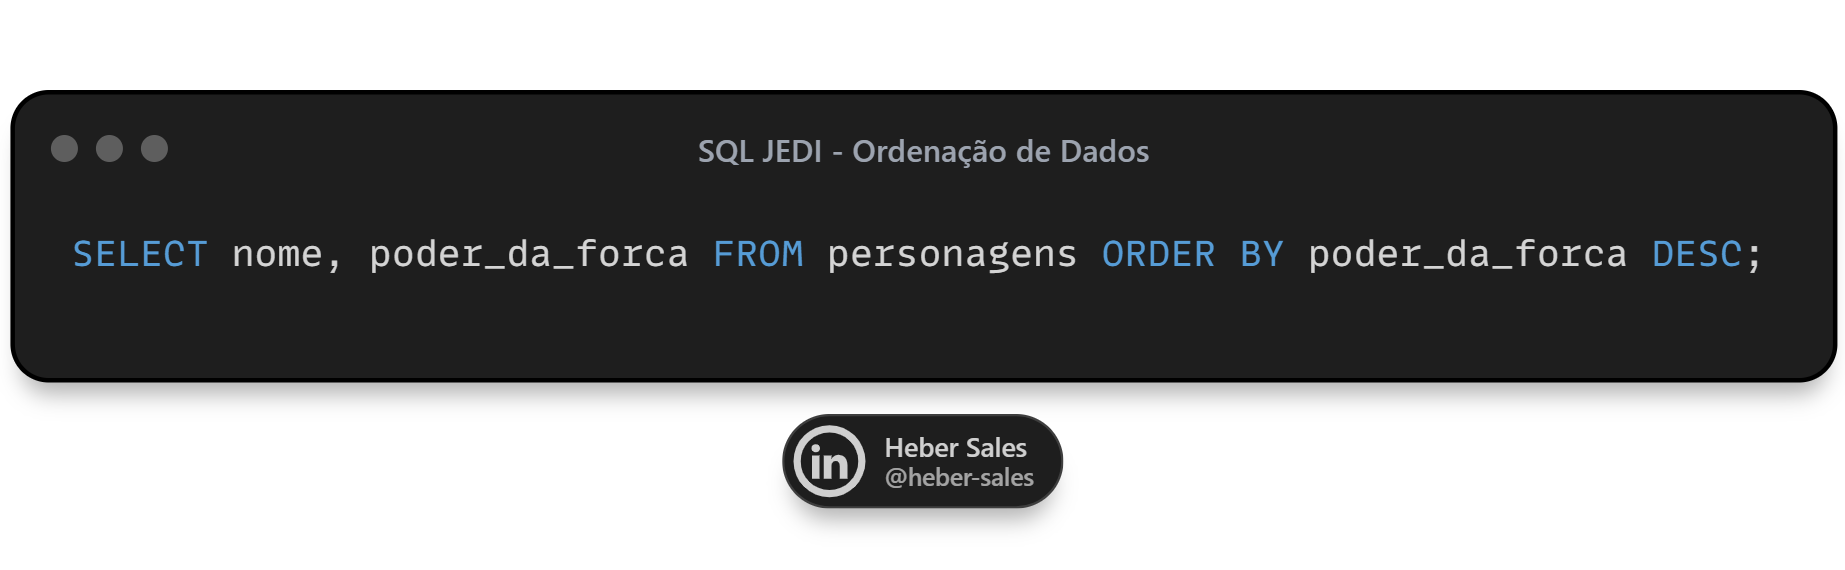 SQL JEDI - Ordenação de Dados
SELECT nome, poder_da_forca FROM personagens ORDER BY poder_da_forca DESC;
in
Heber Sales
@heber-sales